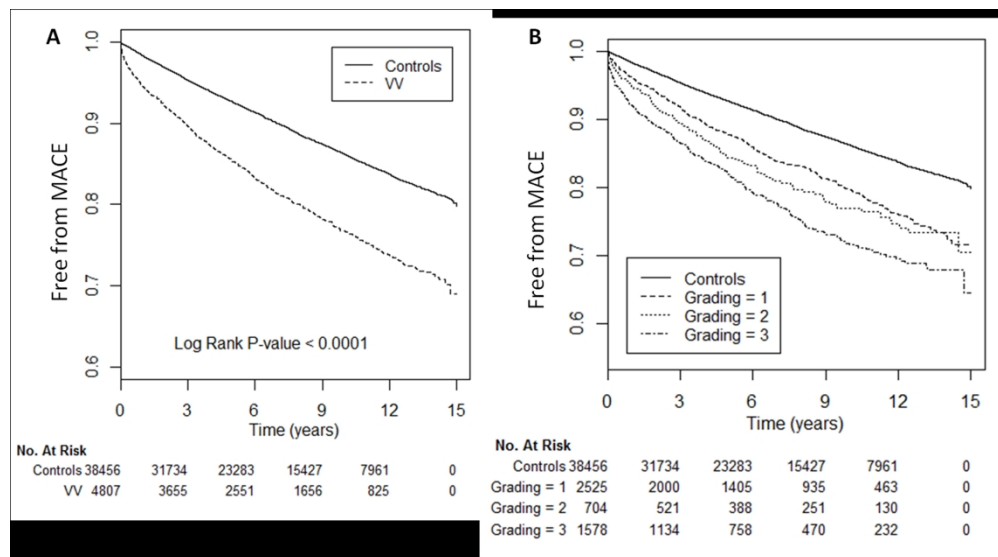 A
Free from MACE
1.0
0.9
0.8
0.7
0.6
Controls
VV
Log Rank P-value < 0.0001
0 3 6 9 12 15
Time (years)
No. At Risk
Controls 38456 31734 23283 15427 7961 0
VV 4807 3655 2551 1656 825 0
B
Free from MACE
1.0
0.9
0.8
0.7
0.6
Controls
Grading = 1
Grading = 2
Grading = 3
0 3 6 9 12 15
Time (years)
No. At Risk
Controls 38456 31734 23283 15427 7961 0
Grading = 1 2525 2000 1405 935 463 0
Grading = 2 704 521 388 251 130 0
Grading = 3 1578 1134 758 470 232 0